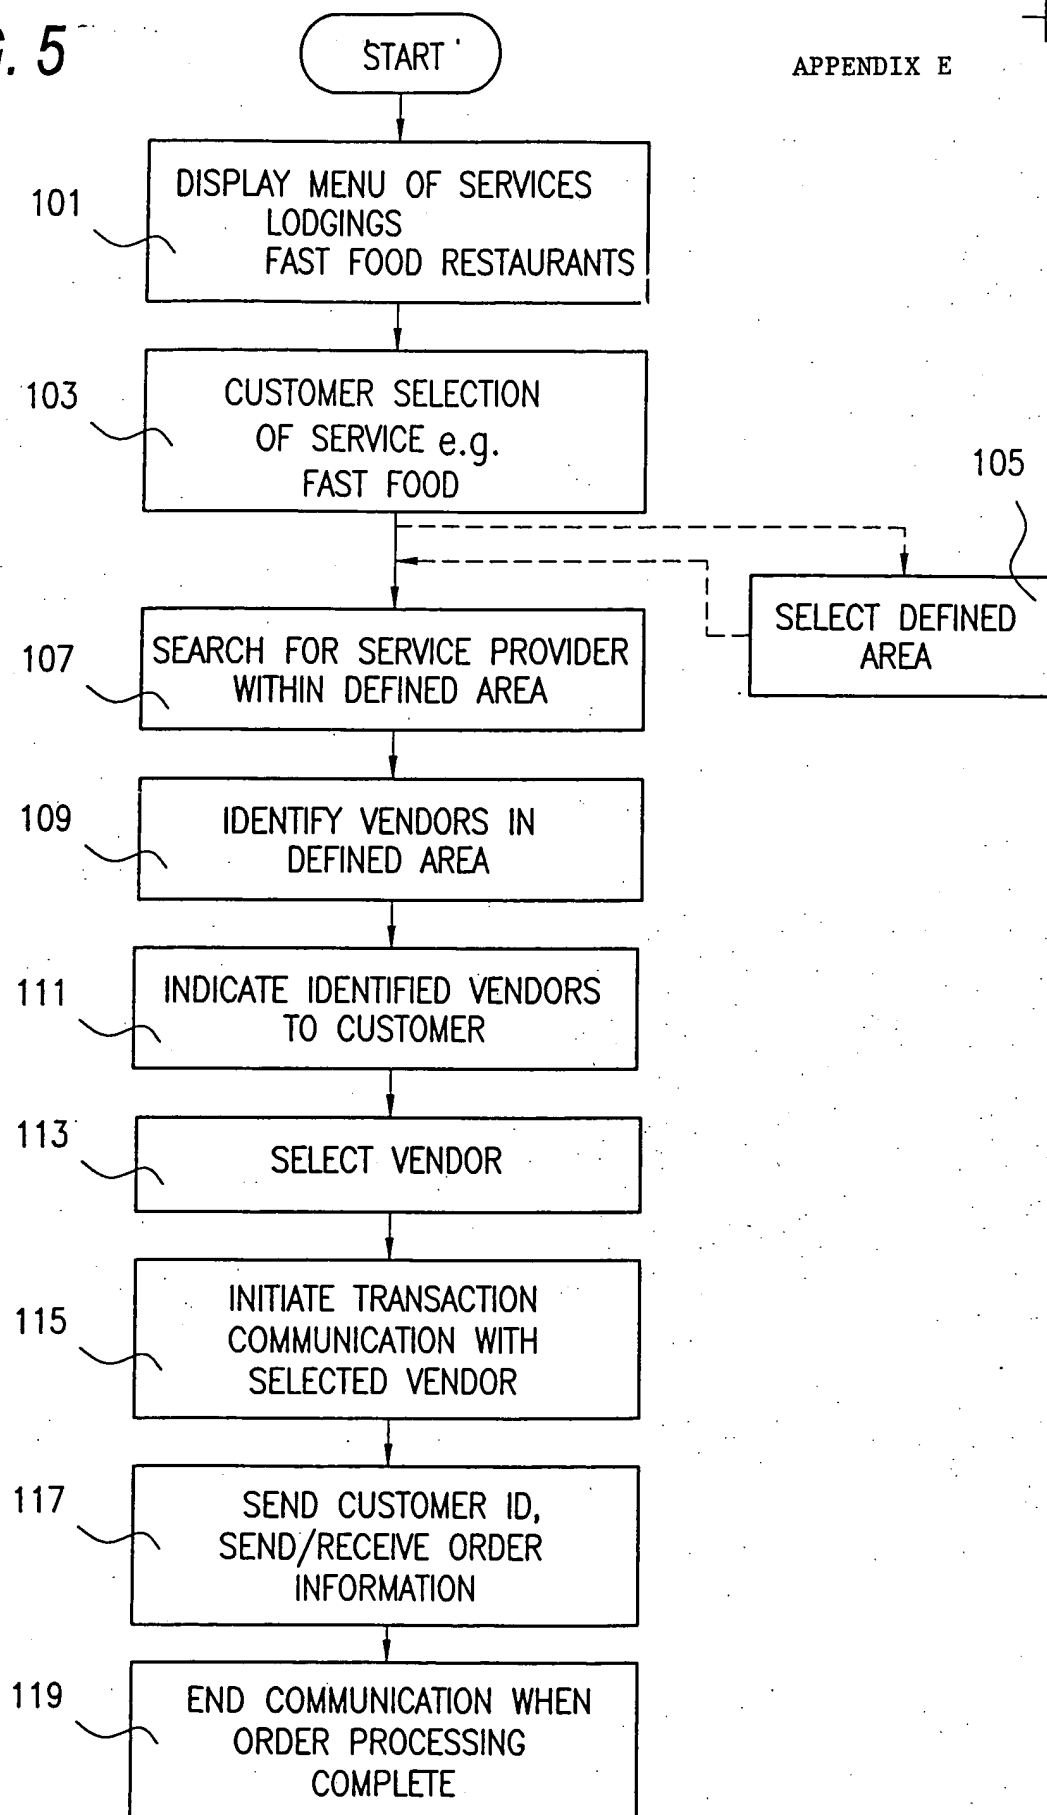 . 5
START
APPENDIX E
101
DISPLAY MENU OF SERVICES
LODGINGS
FAST FOOD RESTAURANTS
103
CUSTOMER SELECTION
OF SERVICE e.g.
FAST FOOD
105
SELECT DEFINED
AREA
107
SEARCH FOR SERVICE PROVIDER
WITHIN DEFINED AREA
109
IDENTIFY VENDORS IN
DEFINED AREA
111
INDICATE IDENTIFIED VENDORS
TO CUSTOMER
113
SELECT VENDOR
115
INITIATE TRANSACTION
COMMUNICATION WITH
SELECTED VENDOR
117
SEND CUSTOMER ID,
SEND/RECEIVE ORDER
INFORMATION
119
END COMMUNICATION WHEN
ORDER PROCESSING
COMPLETE